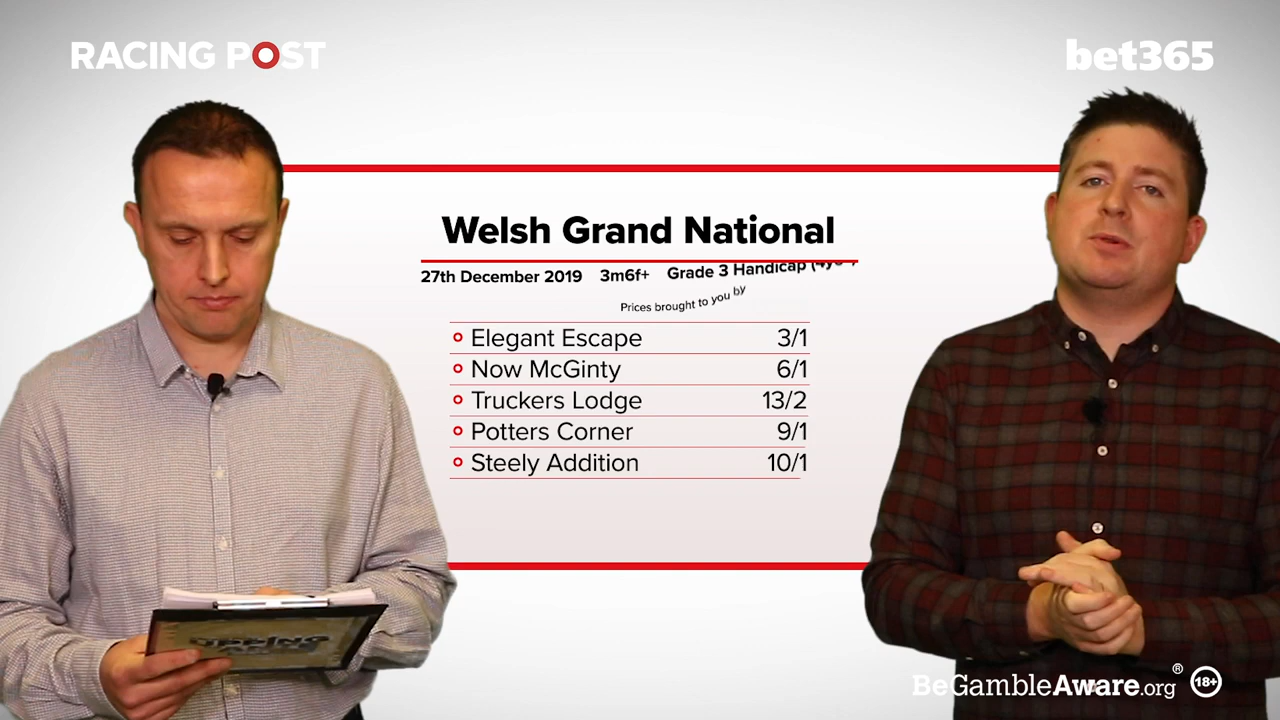 RACING POST
bet365
Welsh Grand National
27th December 2019 3m6f+ Grade 3 Handicap
Prices brought to you by
Elegant Escape 3/1
Now McGinty 6/1
Truckers Lodge 13/2
Potters Corner 9/1
Steely Addition 10/1
BeGambleAware.org® 18+